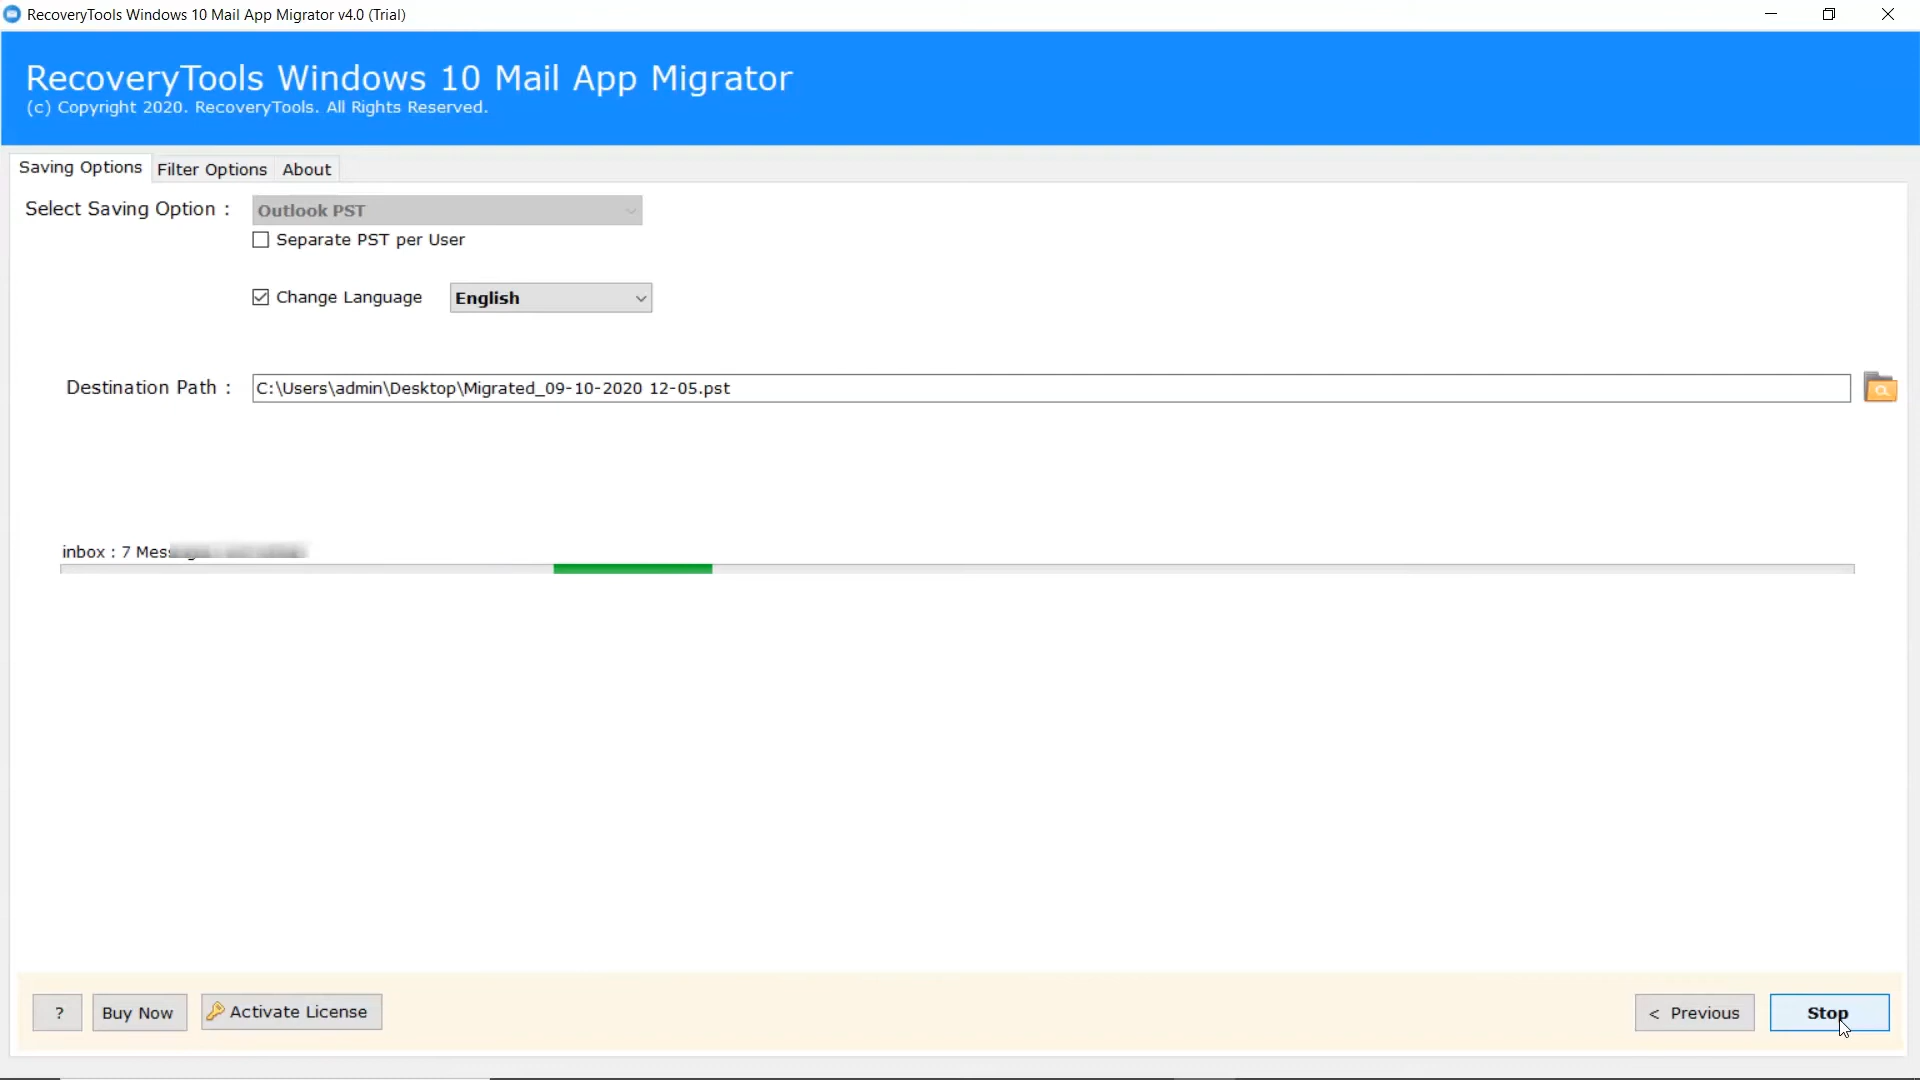 RecoveryTools Windows 10 Mail App Migrator v4.0 (Trial)
RecoveryTools Windows 10 Mail App Migrator
(c) Copyright 2020. RecoveryTools. All Rights Reserved.
Saving Options Filter Options About
Select Saving Option : Outlook PST
Separate PST per User
Change Language English
Destination Path : C:\Users\admin\Desktop\Migrated_09-10-2020 12-05.pst
inbox : 7
? Buy Now Activate License < Previous Stop